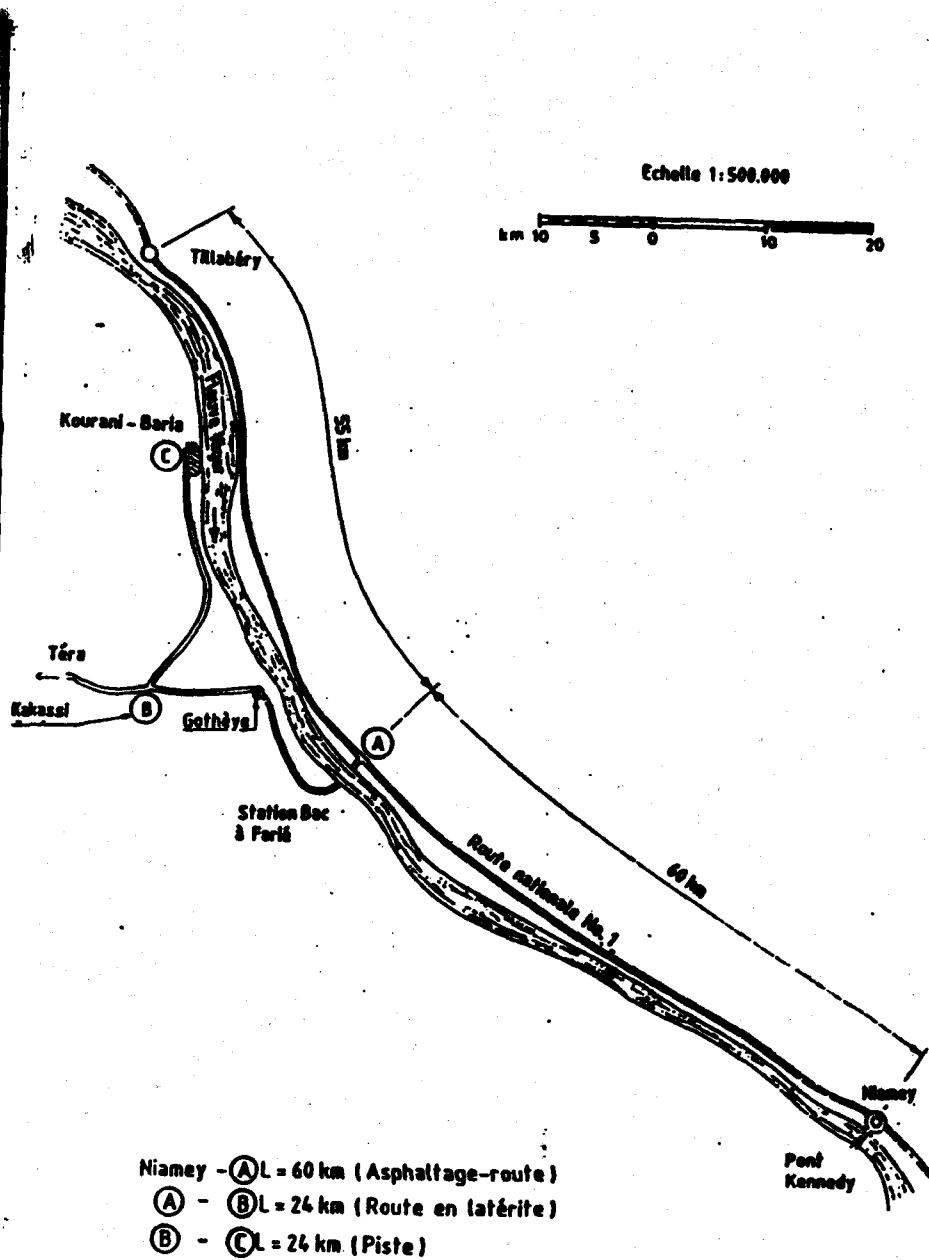 Echelle 1:500.000
km 10 5 0 10 20
Tillabéry
55 km
Fleuve Niger
Kourani-Baria
C
Téra
Kakassi
B
Gothèye
A
Station Bac
à Farié
Route nationale No. 1
60 km
Niamey
Pont
Kennedy
Niamey - A L = 60 km (Asphaltage-route)
A - B L = 24 km (Route en latérite)
B - C L = 24 km (Piste)